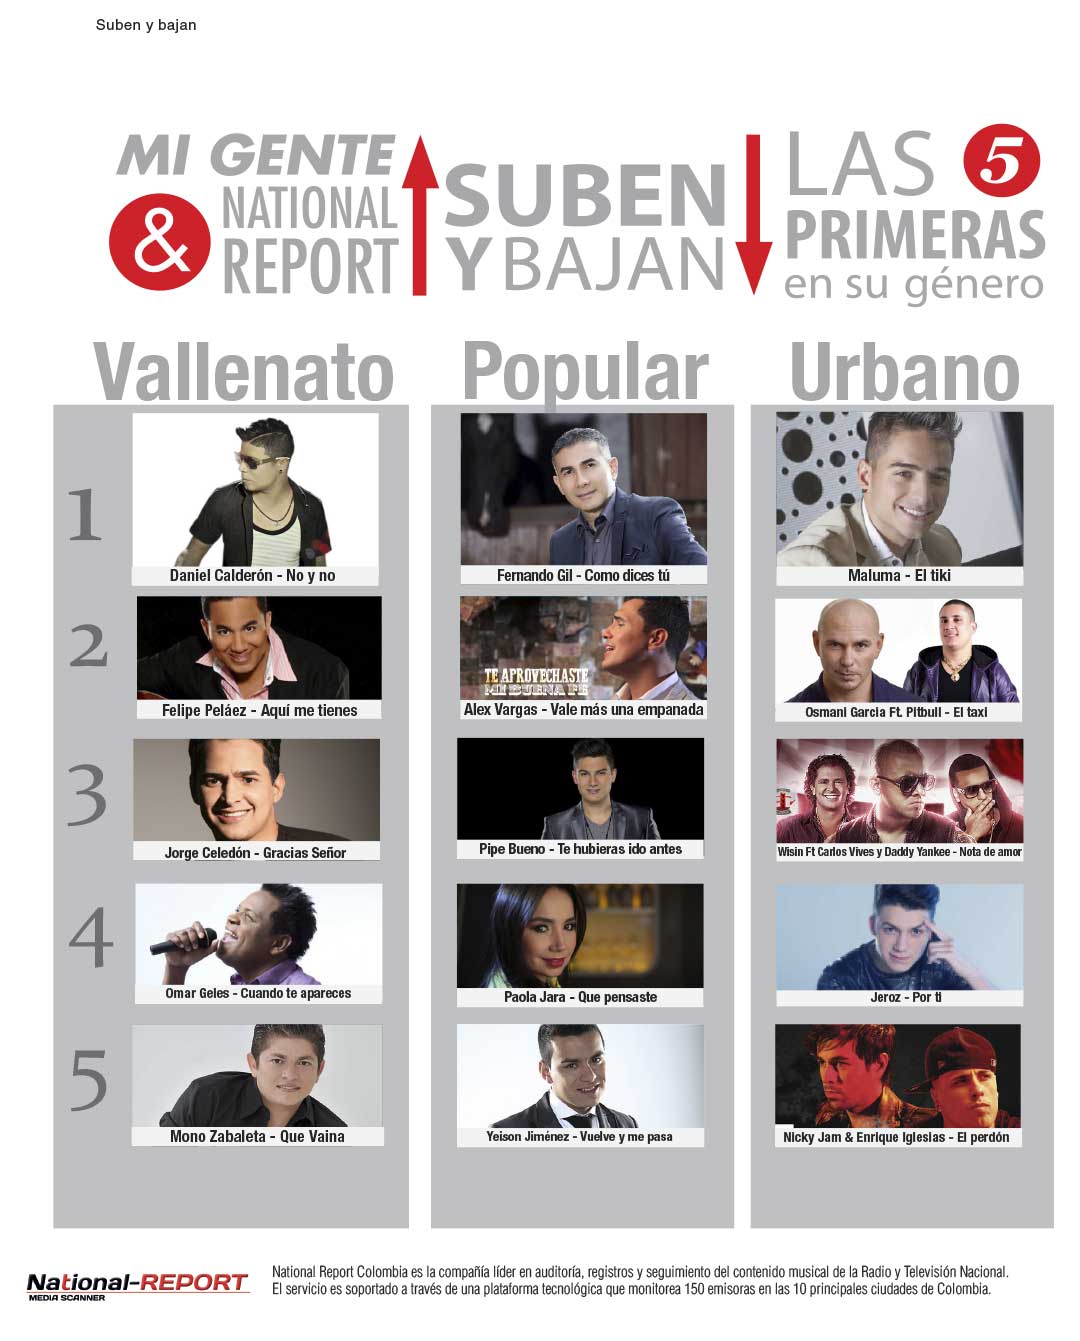 Suben y bajan
MI GENTE
&
NATIONAL
REPORT
SUBEN
Y BAJAN
LAS 5
PRIMERAS
en su género
Vallenato
Popular
Urbano
1
Daniel Calderón - No y no
Fernando Gil - Como dices tú
Maluma - El tiki
2
Felipe Peláez - Aquí me tienes
TE APROVECHASTE
MI BUENA FE
Alex Vargas - Vale más una empanada
Osmani Garcia Ft. Pitbull - El taxi
3
Jorge Celedón - Gracias Señor
Pipe Bueno - Te hubieras ido antes
Wisin Ft Carlos Vives y Daddy Yankee - Nota de amor
4
Omar Geles - Cuando te apareces
Paola Jara - Que pensaste
Jeroz - Por ti
5
Mono Zabaleta - Que Vaina
Yeison Jiménez - Vuelve y me pasa
Nicky Jam & Enrique Iglesias - El perdón
National-REPORT
MEDIA SCANNER
National Report Colombia es la compañía líder en auditoría, registros y seguimiento del contenido musical de la Radio y Televisión Nacional.
El servicio es soportado a través de una plataforma tecnológica que monitorea 150 emisoras en las 10 principales ciudades de Colombia.